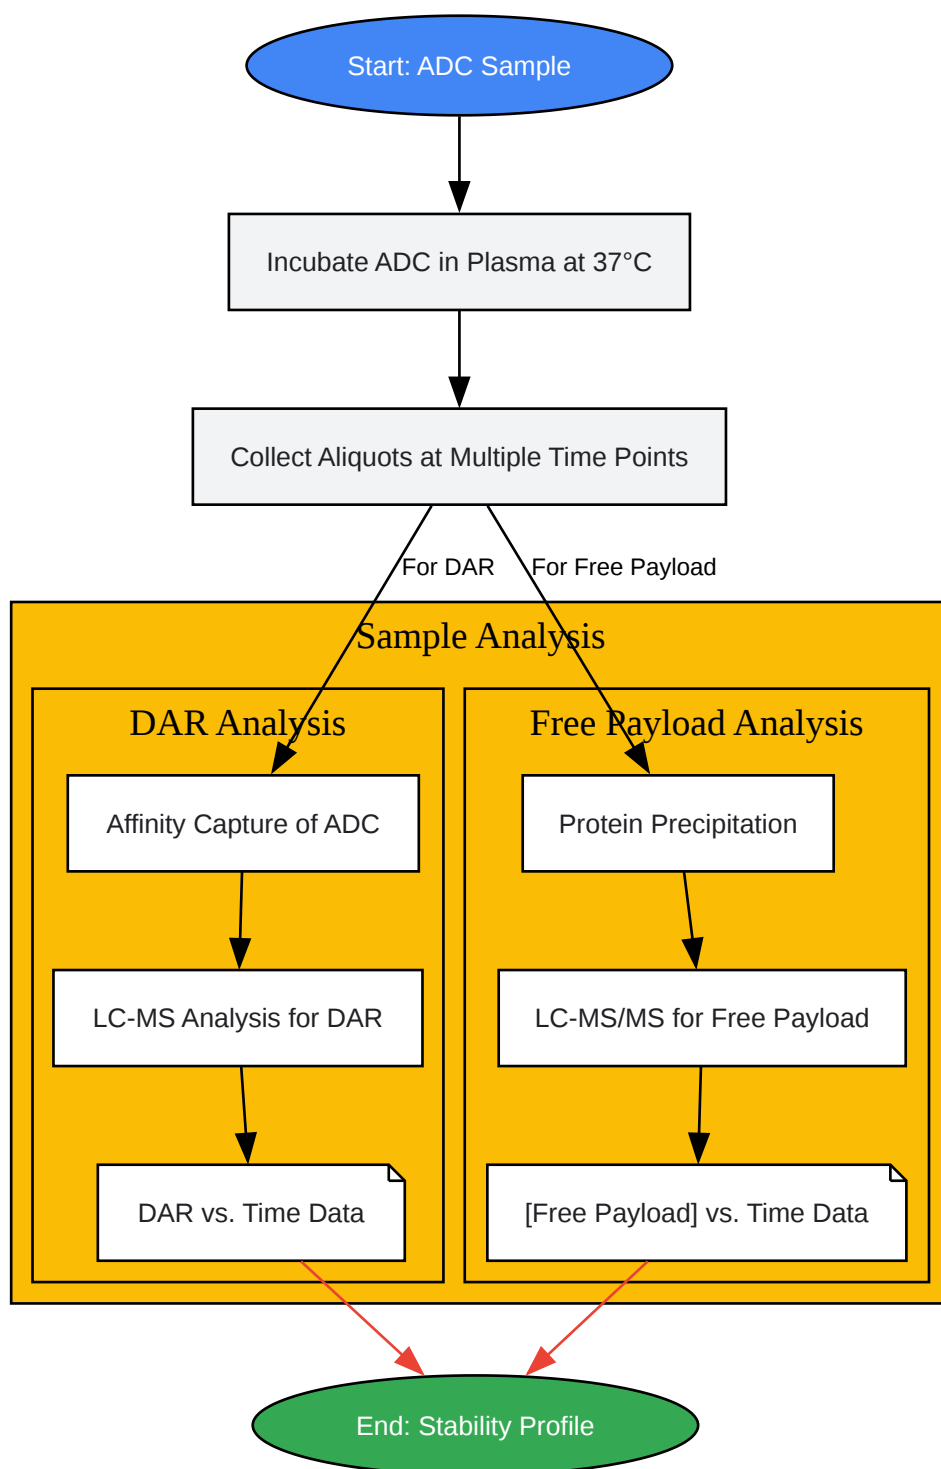 Start: ADC Sample
Incubate ADC in Plasma at 37°C
Collect Aliquots at Multiple Time Points
For DAR
For Free Payload
Sample Analysis
DAR Analysis
Affinity Capture of ADC
LC-MS Analysis for DAR
DAR vs. Time Data
Free Payload Analysis
Protein Precipitation
LC-MS/MS for Free Payload
[Free Payload] vs. Time Data
End: Stability Profile